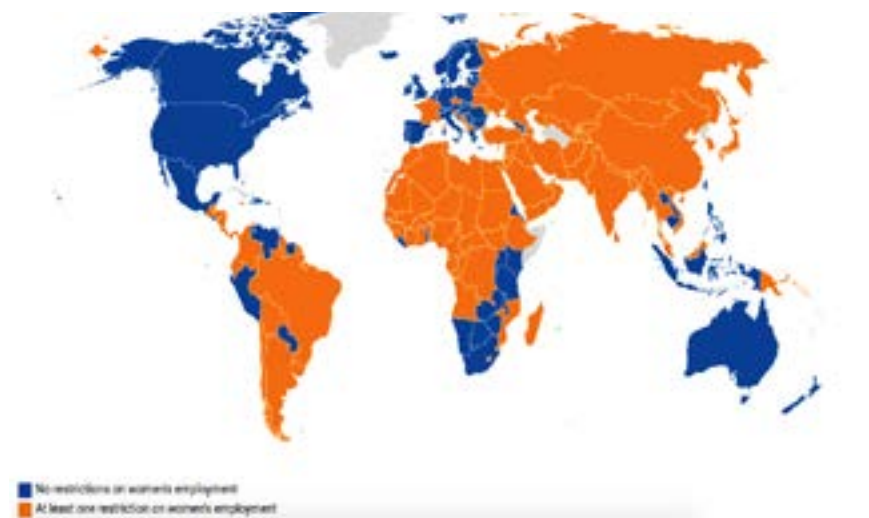 No restrictions on women's employment
At least one restriction on women's employment